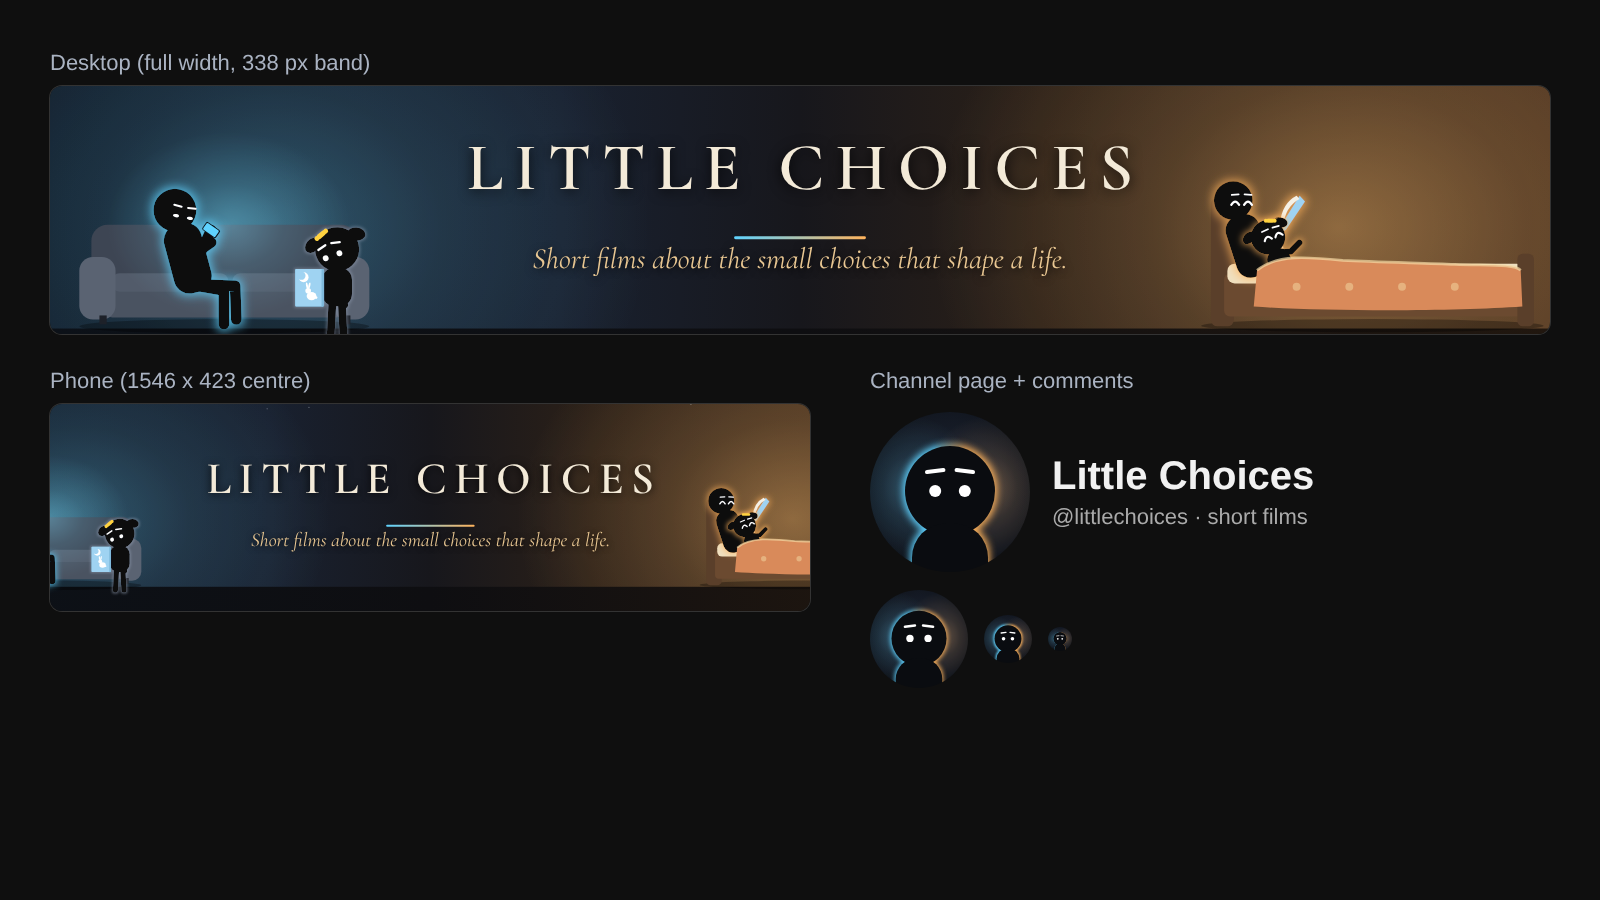 Desktop (full width, 338 px band)
LITTLE CHOICES
Short films about the small choices that shape a life.
Phone (1546 x 423 centre)
LITTLE CHOICES
Short films about the small choices that shape a life.
Channel page + comments
Little Choices
@littlechoices · short films